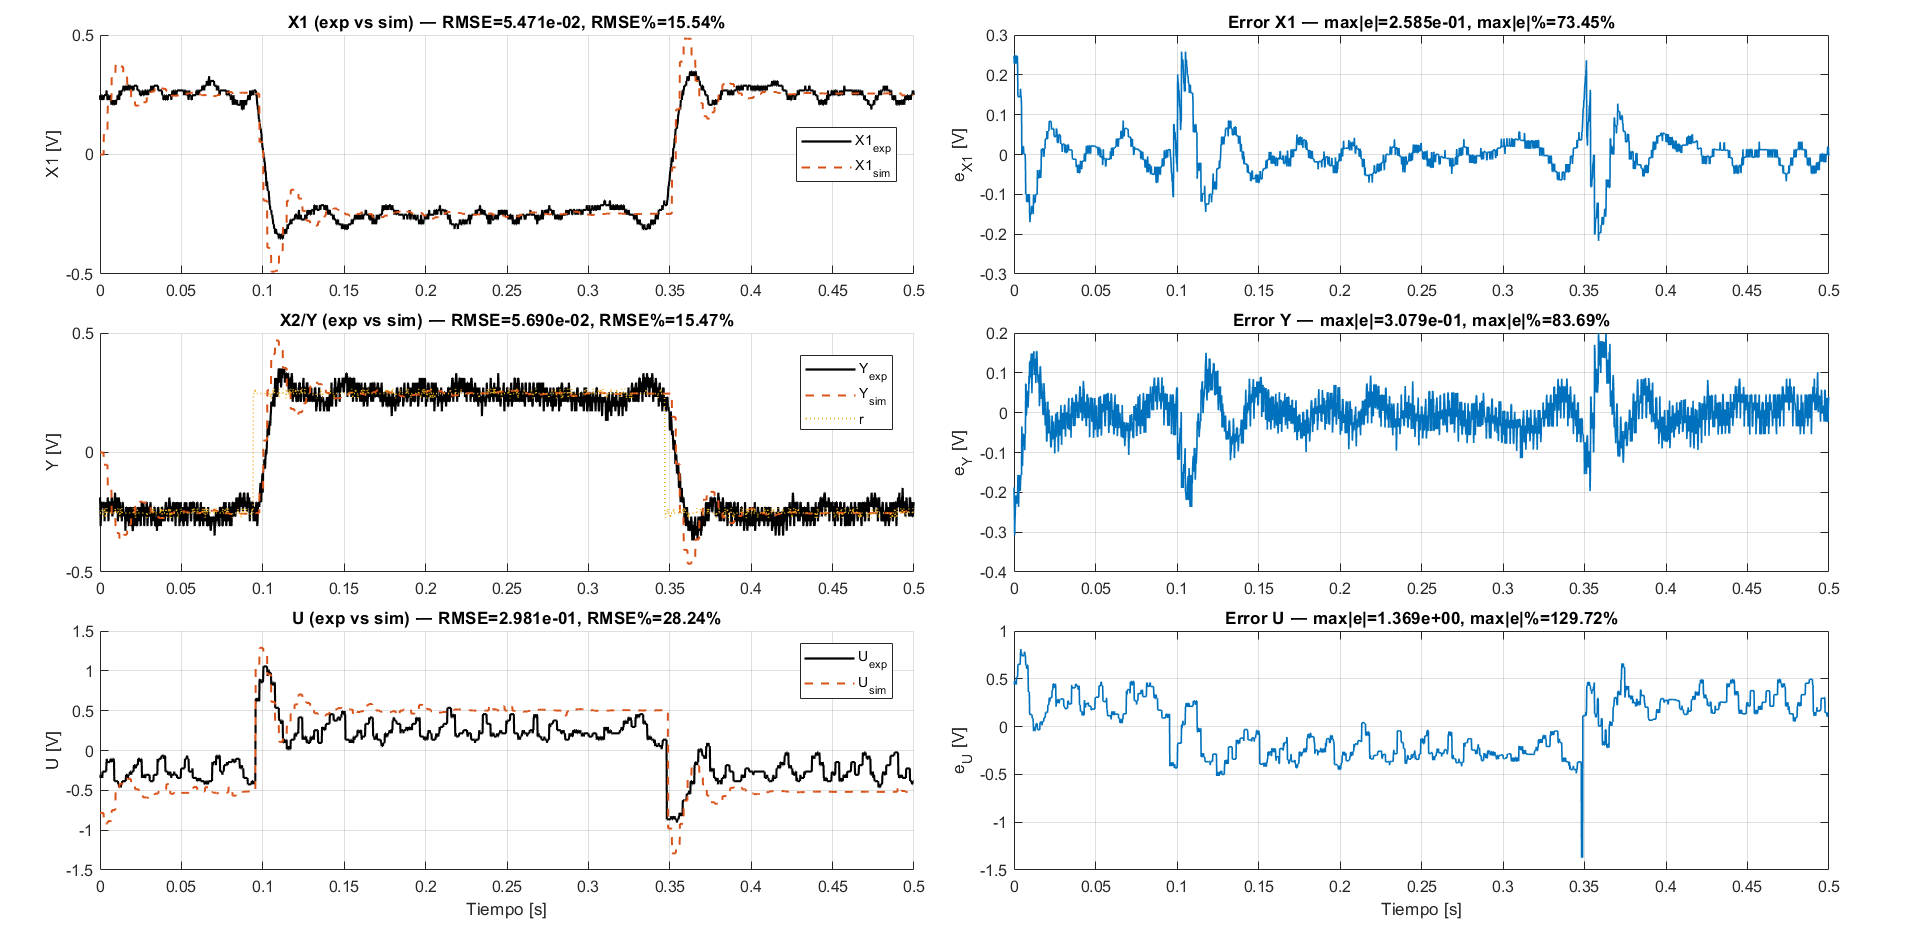 X1 (exp vs sim) — RMSE=5.471e-02, RMSE%=15.54%
0.5
0
-0.5
X1 [V]
X1exp
X1sim
0 0.05 0.1 0.15 0.2 0.25 0.3 0.35 0.4 0.45 0.5
Error X1 — max|e|=2.585e-01, max|e|%=73.45%
0.3
0.2
0.1
0
-0.1
-0.2
-0.3
eX1 [V]
0 0.05 0.1 0.15 0.2 0.25 0.3 0.35 0.4 0.45 0.5
X2/Y (exp vs sim) — RMSE=5.690e-02, RMSE%=15.47%
0.5
0
-0.5
Y [V]
Yexp
Ysim
r
0 0.05 0.1 0.15 0.2 0.25 0.3 0.35 0.4 0.45 0.5
Error Y — max|e|=3.079e-01, max|e|%=83.69%
0.2
0.1
0
-0.1
-0.2
-0.3
-0.4
eY [V]
0 0.05 0.1 0.15 0.2 0.25 0.3 0.35 0.4 0.45 0.5
U (exp vs sim) — RMSE=2.981e-01, RMSE%=28.24%
1.5
1
0.5
0
-0.5
-1
-1.5
U [V]
Uexp
Usim
0 0.05 0.1 0.15 0.2 0.25 0.3 0.35 0.4 0.45 0.5
Tiempo [s]
Error U — max|e|=1.369e+00, max|e|%=129.72%
1
0.5
0
-0.5
-1
-1.5
eU [V]
0 0.05 0.1 0.15 0.2 0.25 0.3 0.35 0.4 0.45 0.5
Tiempo [s]